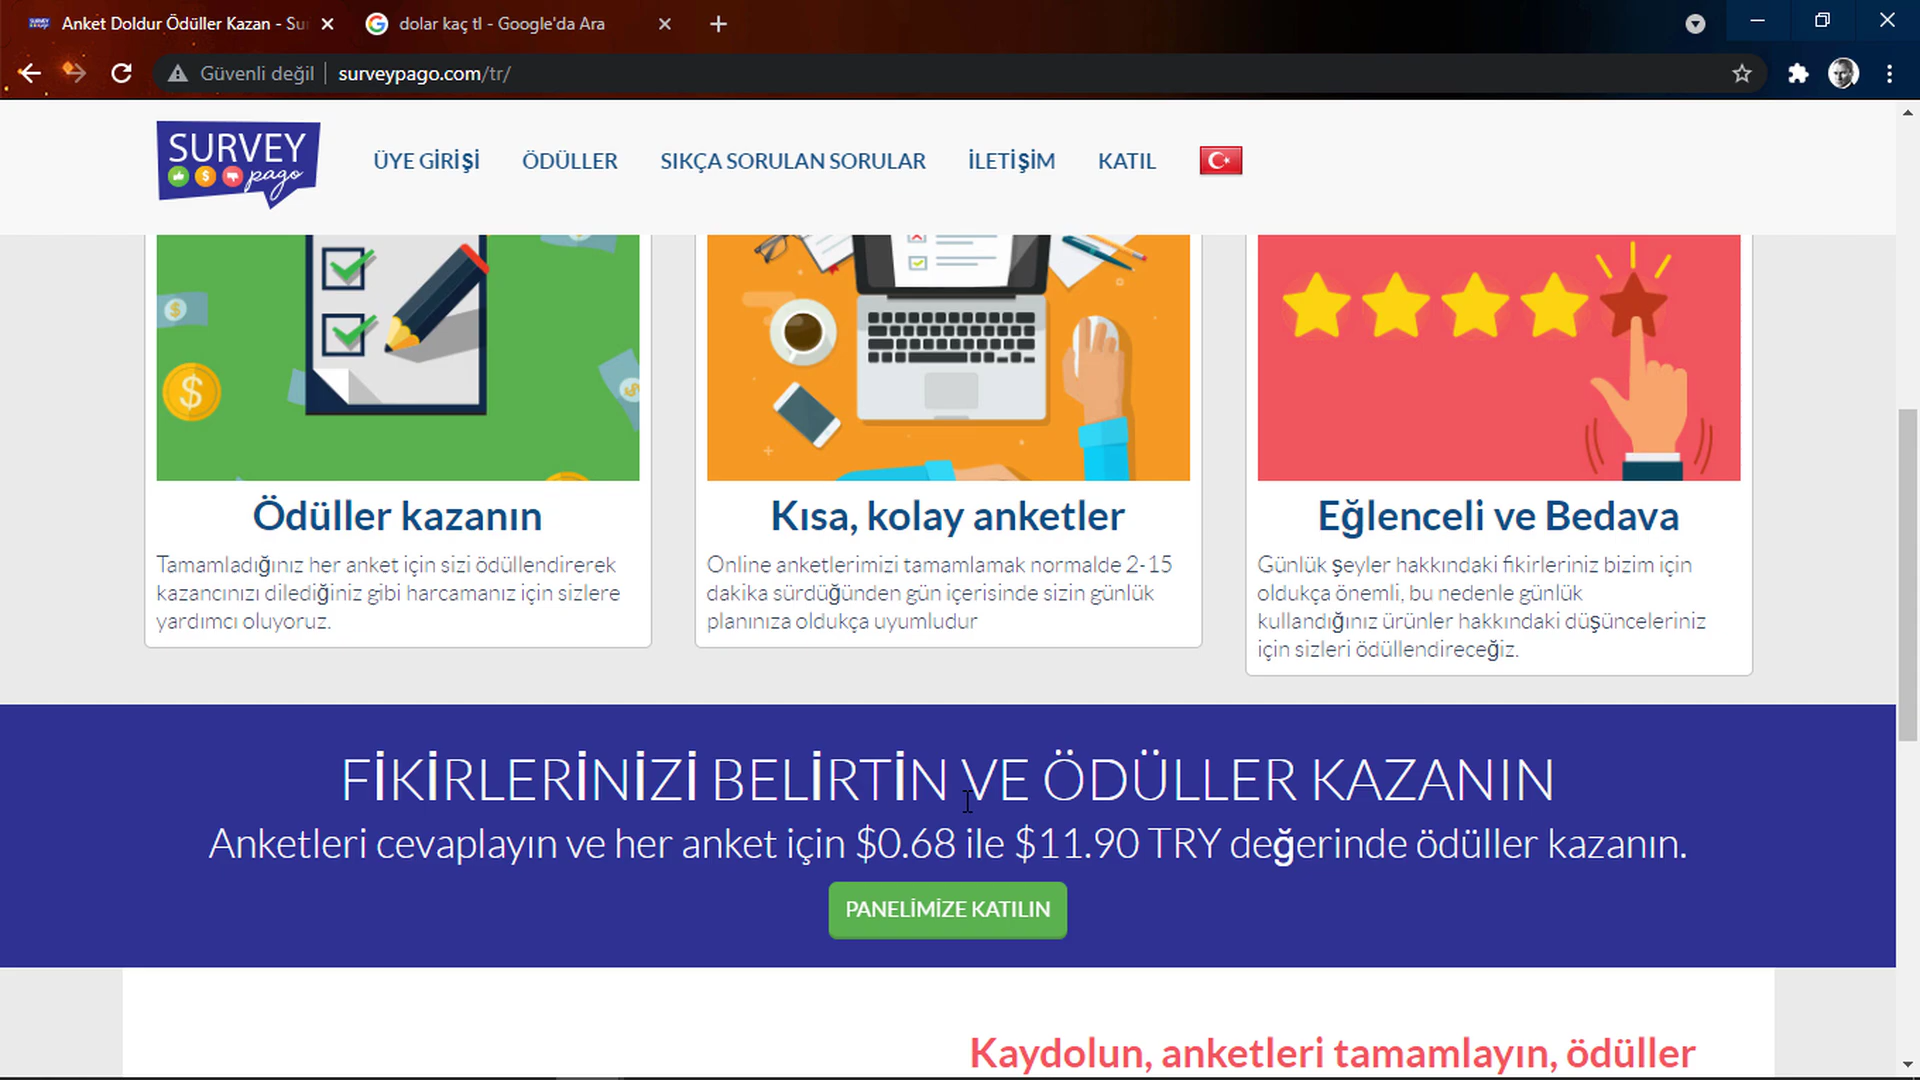 Anket Doldur Ödüller Kazan - Su
dolar kaç tl - Google'da Ara
Güvenli değil
surveypago.com/tr/
SURVEY
pago
ÜYE GİRİŞİ
ÖDÜLLER
SIKÇA SORULAN SORULAR
İLETİŞİM
KATIL
Ödüller kazanın
Tamamladığınız her anket için sizi ödüllendirerek
kazancınızı dilediğiniz gibi harcamanız için sizlere
yardımcı oluyoruz.
Kısa, kolay anketler
Online anketlerimizi tamamlamak normalde 2-15
dakika sürdüğünden gün içerisinde sizin günlük
planınıza oldukça uyumludur
Eğlenceli ve Bedava
Günlük şeyler hakkındaki fikirleriniz bizim için
oldukça önemli, bu nedenle günlük
kullandığınız ürünler hakkındaki düşünceleriniz
için sizleri ödüllendireceğiz.
FİKİRLERİNİZİ BELİRTİN VE ÖDÜLLER KAZANIN
Anketleri cevaplayın ve her anket için $0.68 ile $11.90 TRY değerinde ödüller kazanın.
PANELİMİZE KATILIN
Kaydolun, anketleri tamamlayın, ödüller